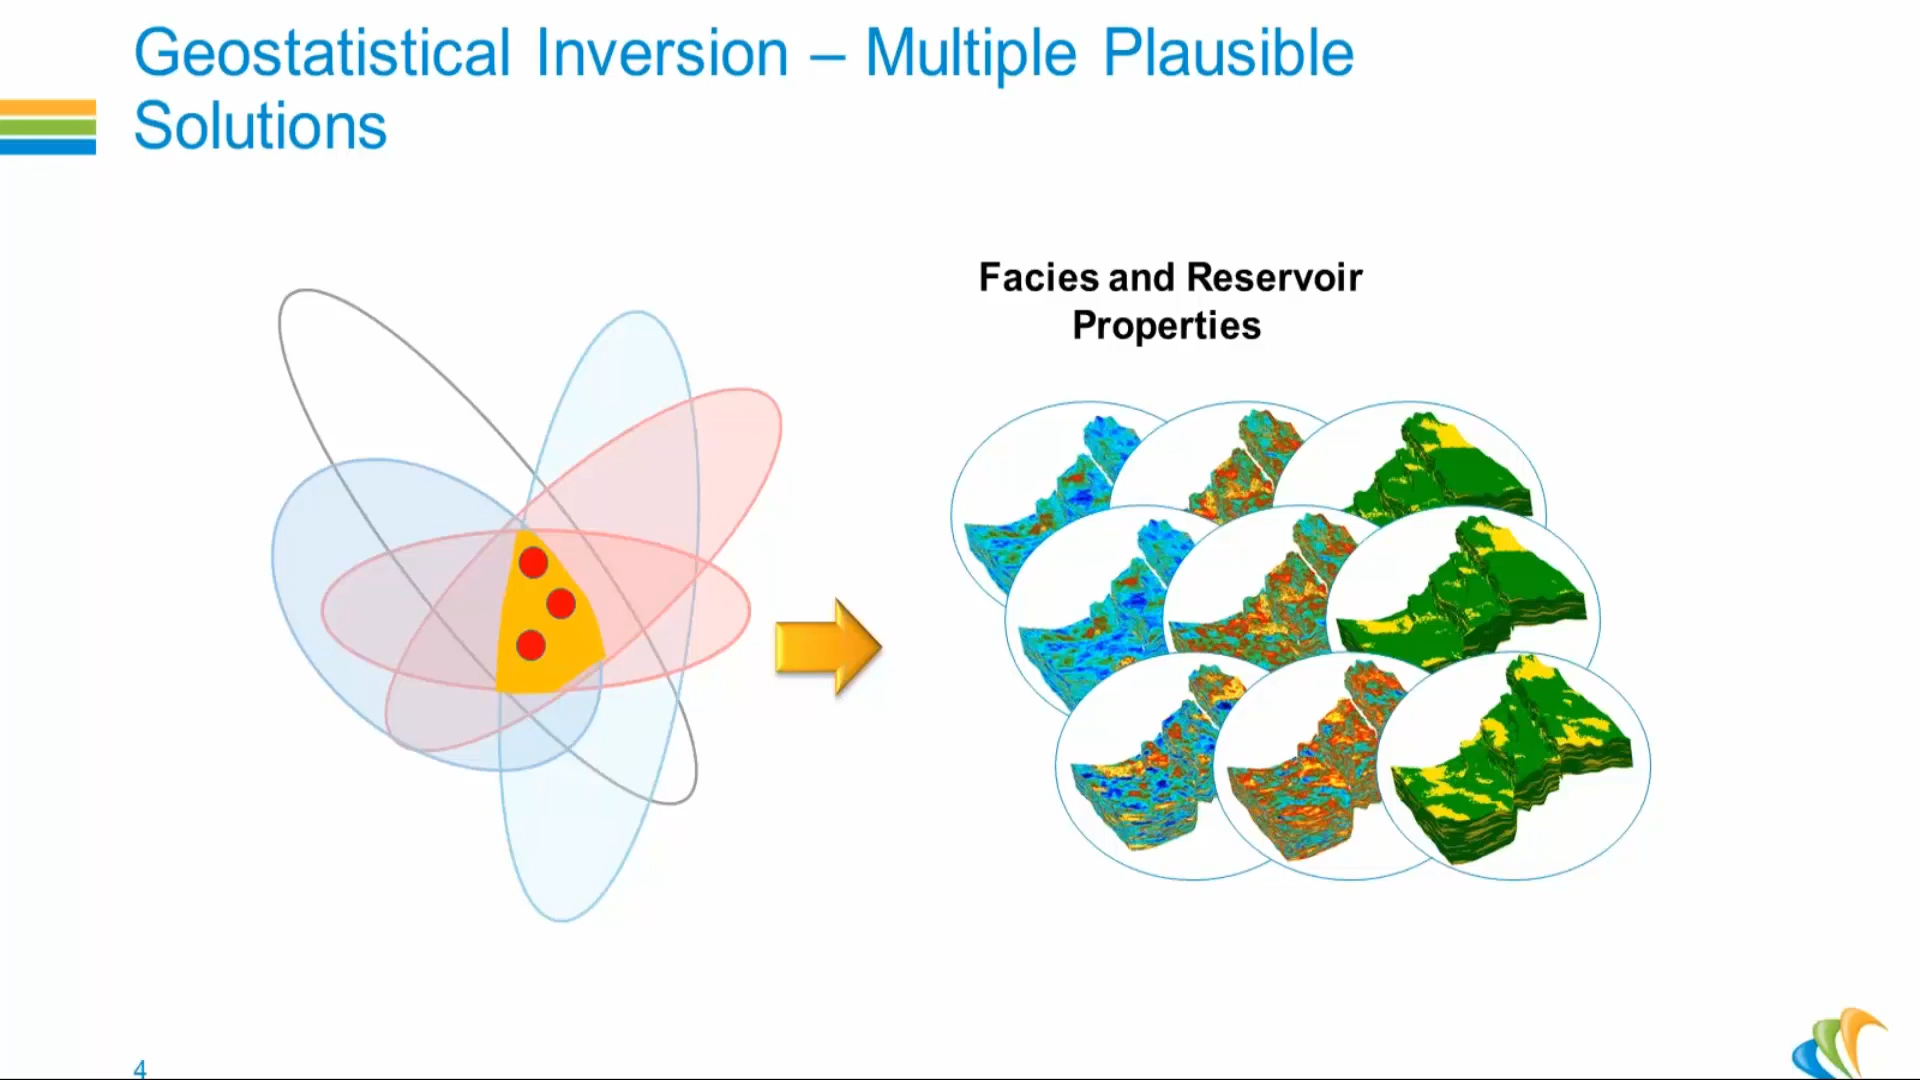 Geostatistical Inversion – Multiple Plausible
Solutions
Facies and Reservoir
Properties
4